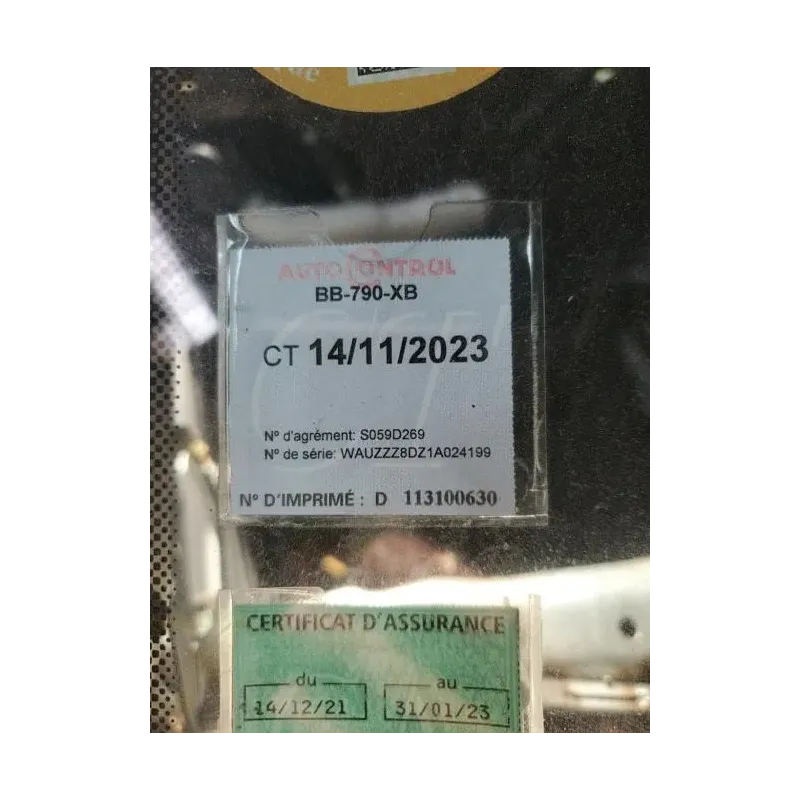 AUTO CONTROL
BB-790-XB
CT 14/11/2023
N° d'agrément: S059D269
N° de série: WAUZZZ8DZ1A024199
N° D'IMPRIMÉ : D 113100630
CERTIFICAT D'ASSURANCE
du au
14/12/21 31/01/23